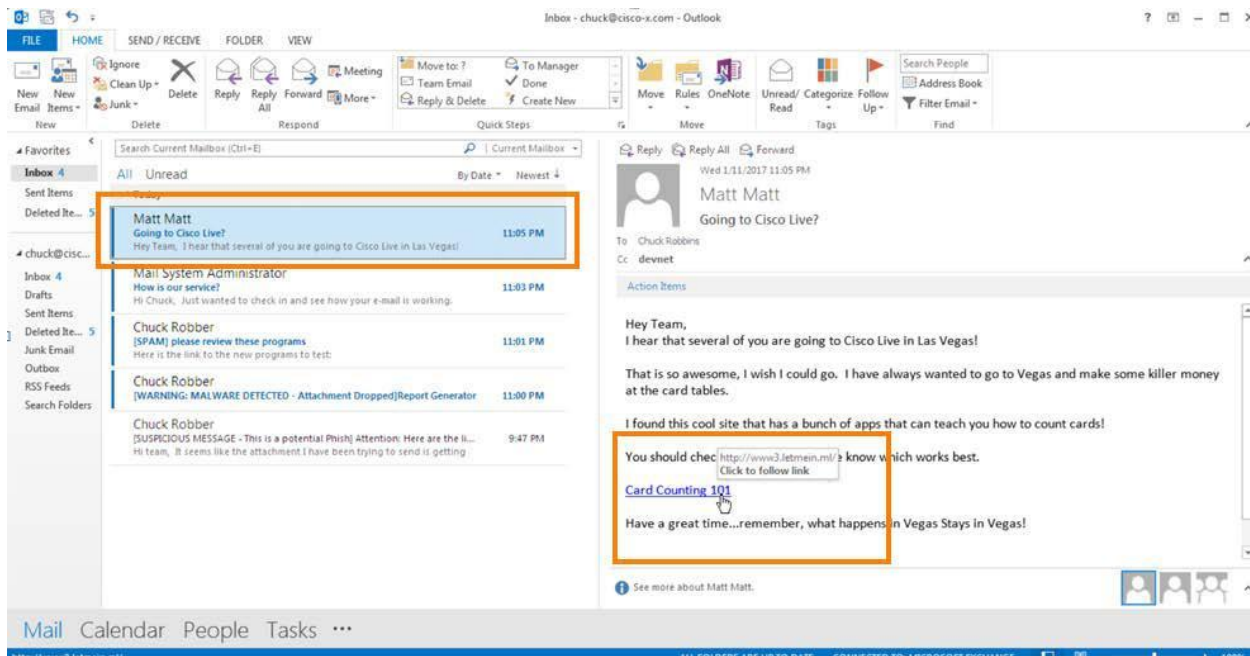 Inbox - chuck@cisco-x.com - Outlook
FILE HOME SEND / RECEIVE FOLDER VIEW
New Email
New Items
New
Ignore
Clean Up
Junk
Delete
Delete
Reply
Reply All
Forward
Meeting
More
Respond
Move to: ?
Team Email
Reply & Delete
To Manager
Done
Create New
Quick Steps
Move
Rules
OneNote
Move
Unread/ Read
Categorize
Follow Up
Tags
Search People
Address Book
Filter Email
Find
Favorites
Inbox 4
Sent Items
Deleted Ite... 5
chuck@cisc...
Inbox 4
Drafts
Sent Items
Deleted Ite... 5
Junk Email
Outbox
RSS Feeds
Search Folders
Search Current Mailbox (Ctrl+E)
Current Mailbox
All Unread
By Date Newest
Matt Matt
Going to Cisco Live? 11:05 PM
Hey Team, I hear that several of you are going to Cisco Live in Las Vegas!
Mail System Administrator
How is our service? 11:03 PM
Hi Chuck, Just wanted to check in and see how your e-mail is working.
Chuck Robber
[SPAM] please review these programs 11:01 PM
Here is the link to the new programs to test:
Chuck Robber
[WARNING: MALWARE DETECTED - Attachment Dropped]Report Generator 11:00 PM
Chuck Robber
[SUSPICIOUS MESSAGE - This is a potential Phish] Attention: Here are the li... 9:47 PM
Hi team, It seems like the attachment I have been trying to send is getting
Reply Reply All Forward
Wed 1/11/2017 11:05 PM
Matt Matt
Going to Cisco Live?
To Chuck Robbins
Cc devnet
Action Items
Hey Team,
I hear that several of you are going to Cisco Live in Las Vegas!
That is so awesome, I wish I could go. I have always wanted to go to Vegas and make some killer money
at the card tables.
I found this cool site that has a bunch of apps that can teach you how to count cards!
You should chec
http://www3.letmein.ml/
Click to follow link
e know which works best.
Card Counting 101
Have a great time...remember, what happens in Vegas Stays in Vegas!
See more about Matt Matt.
Mail Calendar People Tasks